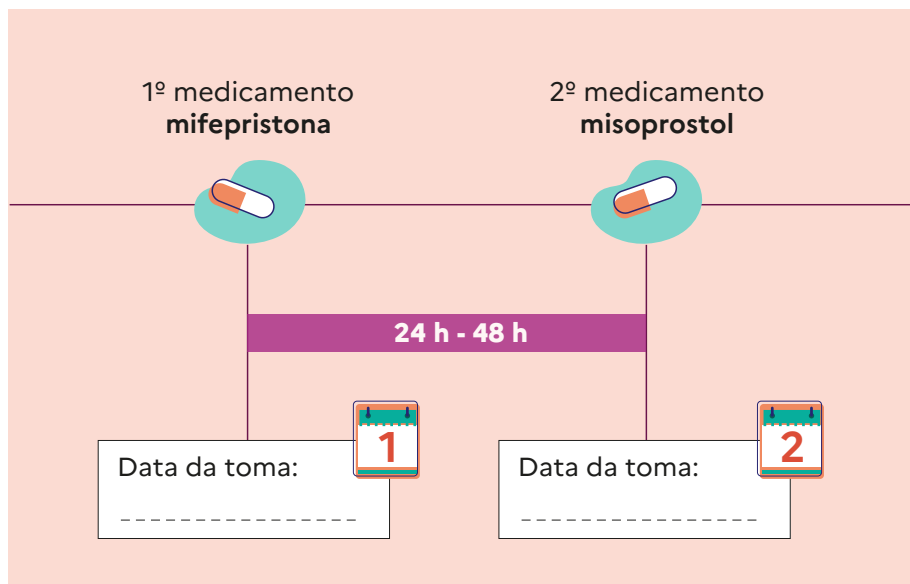 1º medicamento
mifepristona
2º medicamento
misoprostol
24 h - 48 h
1
Data da toma:
2
Data da toma: